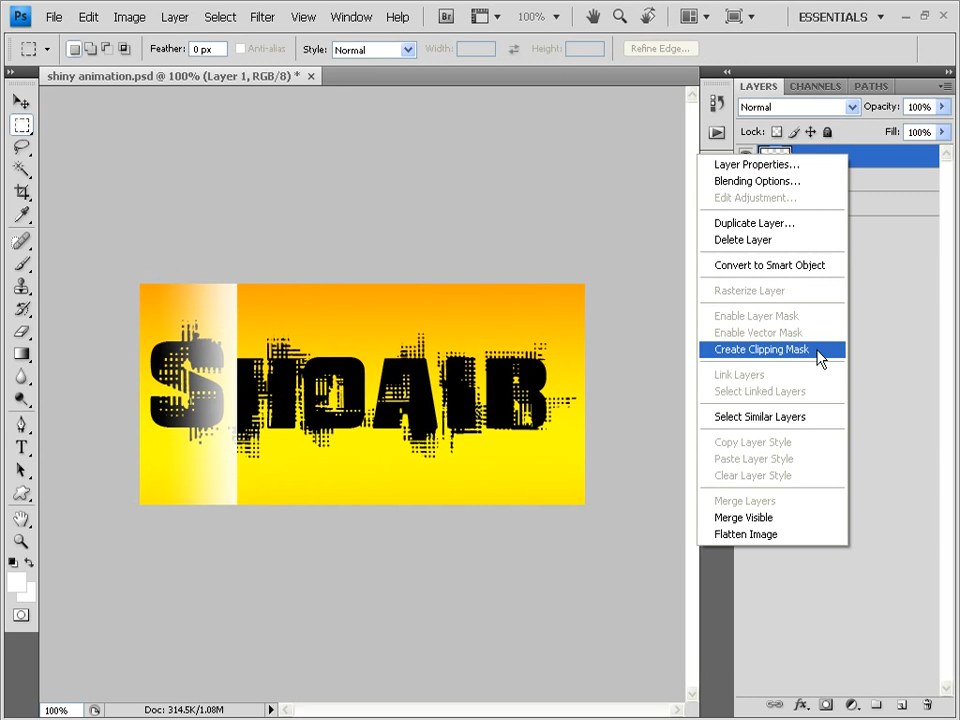 Ps File Edit Image Layer Select Filter View Window Help Br 100% ESSENTIALS
Feather: 0 px Anti-alias Style: Normal Width: Height: Refine Edge...
shiny animation.psd @ 100% (Layer 1, RGB/8) * x
LAYERS CHANNELS PATHS
Normal Opacity: 100%
Lock: Fill: 100%
Layer Properties...
Blending Options...
Edit Adjustment...
Duplicate Layer...
Delete Layer
Convert to Smart Object
Rasterize Layer
Enable Layer Mask
Enable Vector Mask
Create Clipping Mask
Link Layers
Select Linked Layers
Select Similar Layers
Copy Layer Style
Paste Layer Style
Clear Layer Style
Merge Layers
Merge Visible
Flatten Image
SHOAIB
T
100% Doc: 314.5K/1.08M
fx